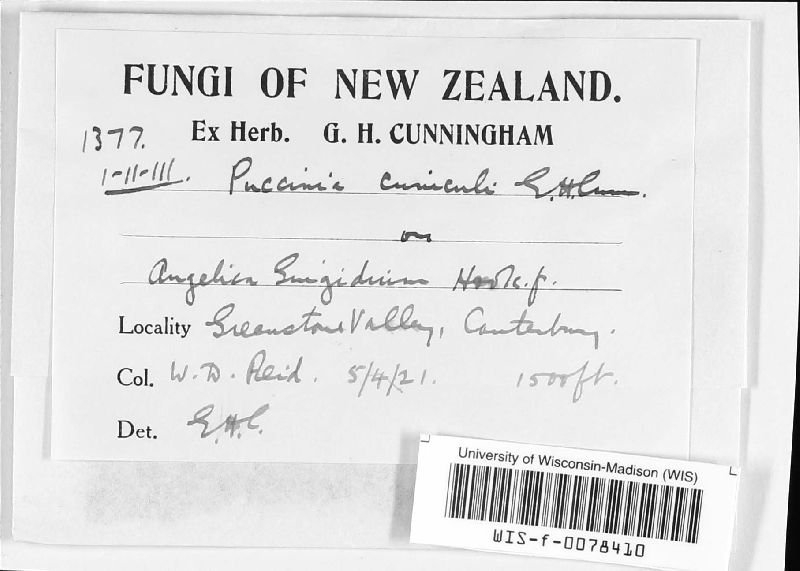 FUNGI OF NEW ZEALAND.
1377. Ex Herb. G. H. CUNNINGHAM
I-II-III. Puccinia cuniculi G.H.Cunn.
on
Angelica Gingidium Hook.f.
Locality Greenstone Valley, Canterbury.
Col. W. D. Reid. 5/4/21. 1500ft.
Det. G.H.C.
University of Wisconsin-Madison (WIS)
WIS-f-0078410